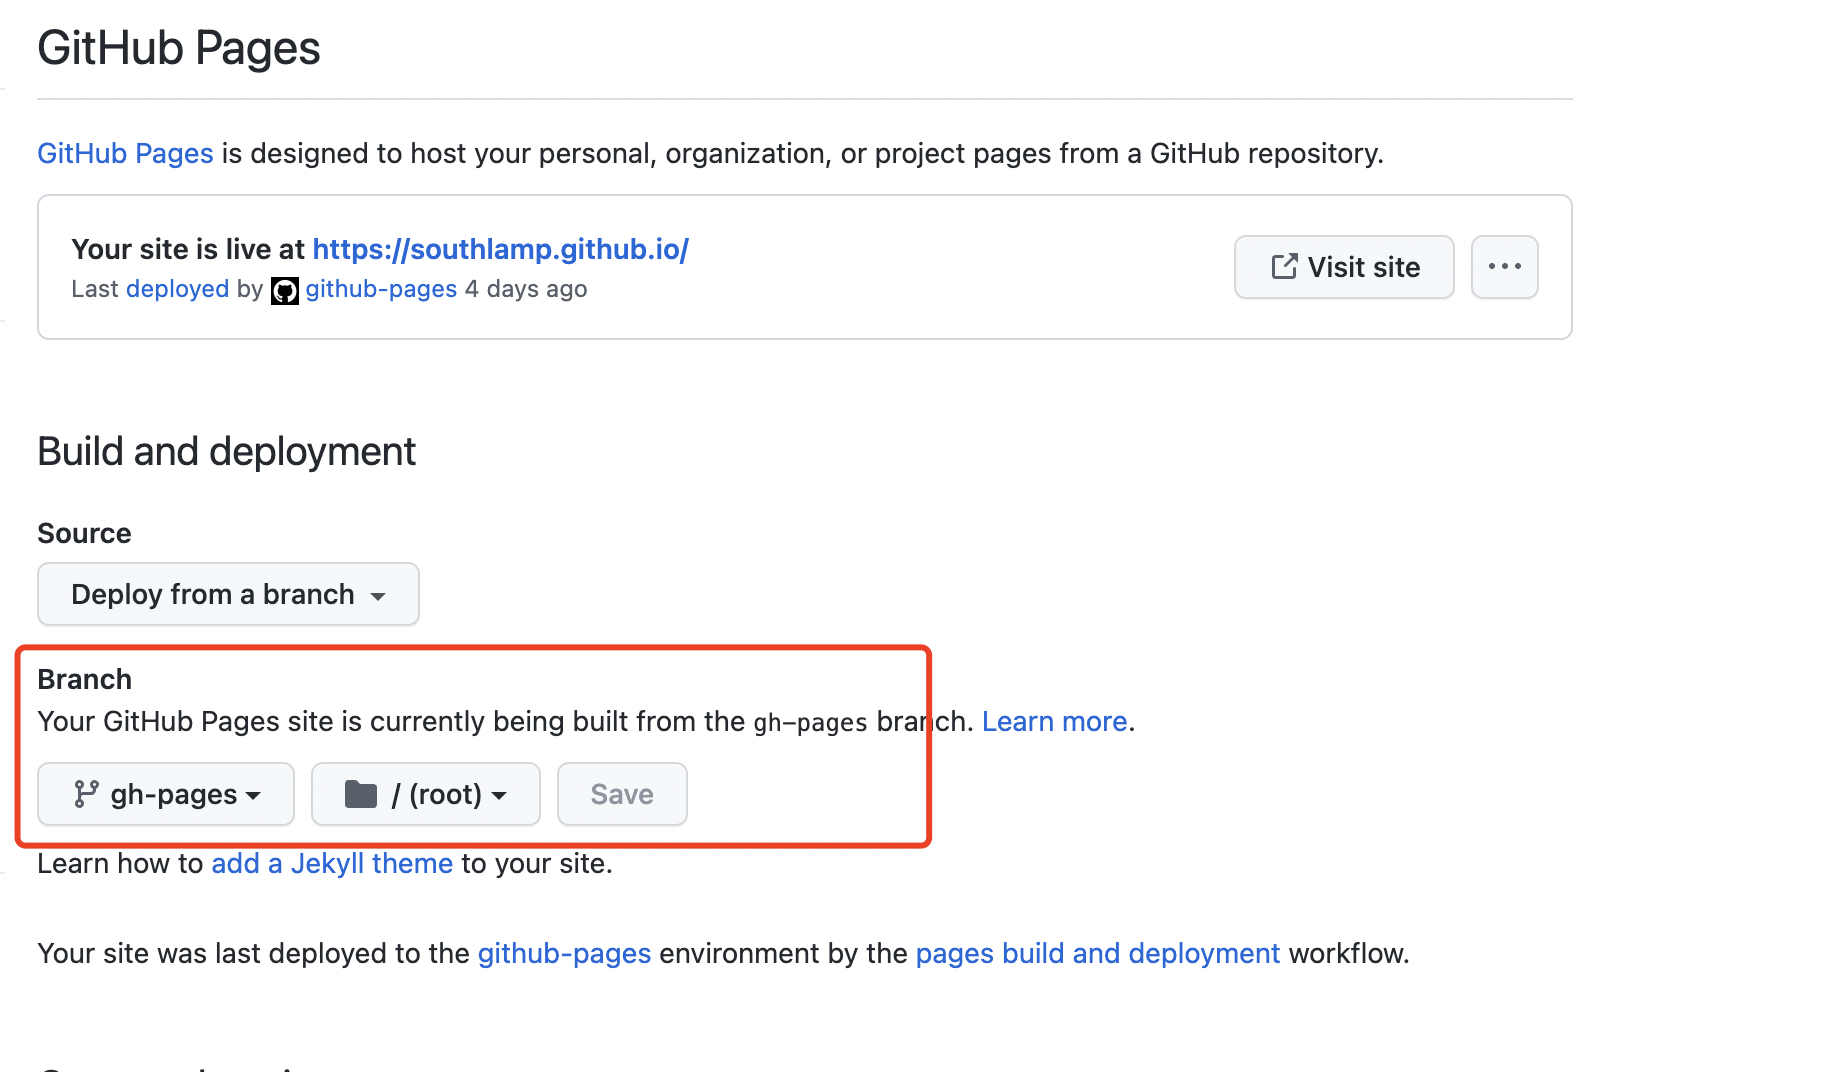 GitHub Pages
GitHub Pages is designed to host your personal, organization, or project pages from a GitHub repository.
Your site is live at https://southlamp.github.io/
Last deployed by github-pages 4 days ago
Visit site
Build and deployment
Source
Deploy from a branch
Branch
Your GitHub Pages site is currently being built from the gh-pages branch. Learn more.
gh-pages
/ (root)
Save
Learn how to add a Jekyll theme to your site.
Your site was last deployed to the github-pages environment by the pages build and deployment workflow.